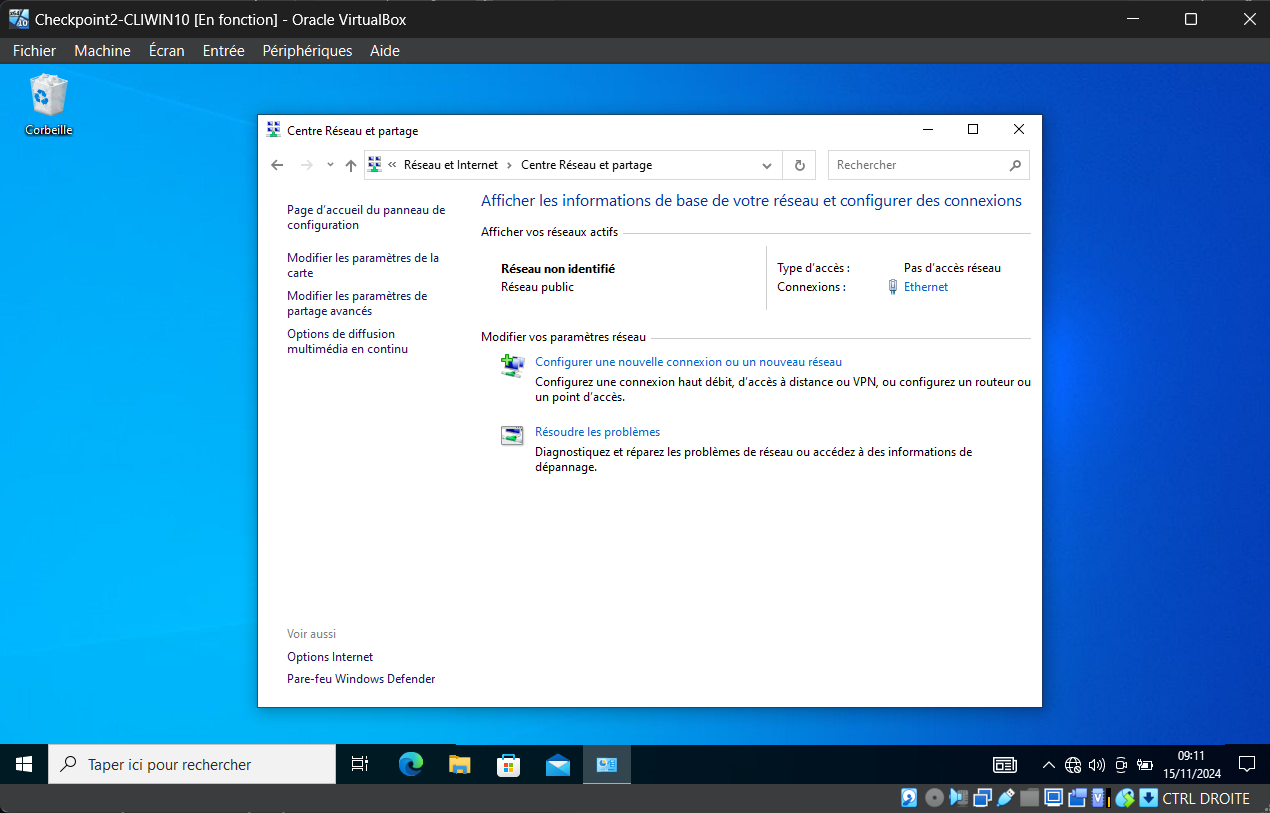 Checkpoint2-CLIWIN10 [En fonction] - Oracle VirtualBox
Fichier Machine Écran Entrée Périphériques Aide
Corbeille
Centre Réseau et partage
« Réseau et Internet › Centre Réseau et partage
Rechercher
Page d'accueil du panneau de
configuration
Modifier les paramètres de la
carte
Modifier les paramètres de
partage avancés
Options de diffusion
multimédia en continu
Afficher les informations de base de votre réseau et configurer des connexions
Afficher vos réseaux actifs
Réseau non identifié
Réseau public
Type d'accès : Pas d'accès réseau
Connexions : Ethernet
Modifier vos paramètres réseau
Configurer une nouvelle connexion ou un nouveau réseau
Configurez une connexion haut débit, d'accès à distance ou VPN, ou configurez un routeur ou
un point d'accès.
Résoudre les problèmes
Diagnostiquez et réparez les problèmes de réseau ou accédez à des informations de
dépannage.
Voir aussi
Options Internet
Pare-feu Windows Defender
Taper ici pour rechercher
09:11
15/11/2024
CTRL DROITE